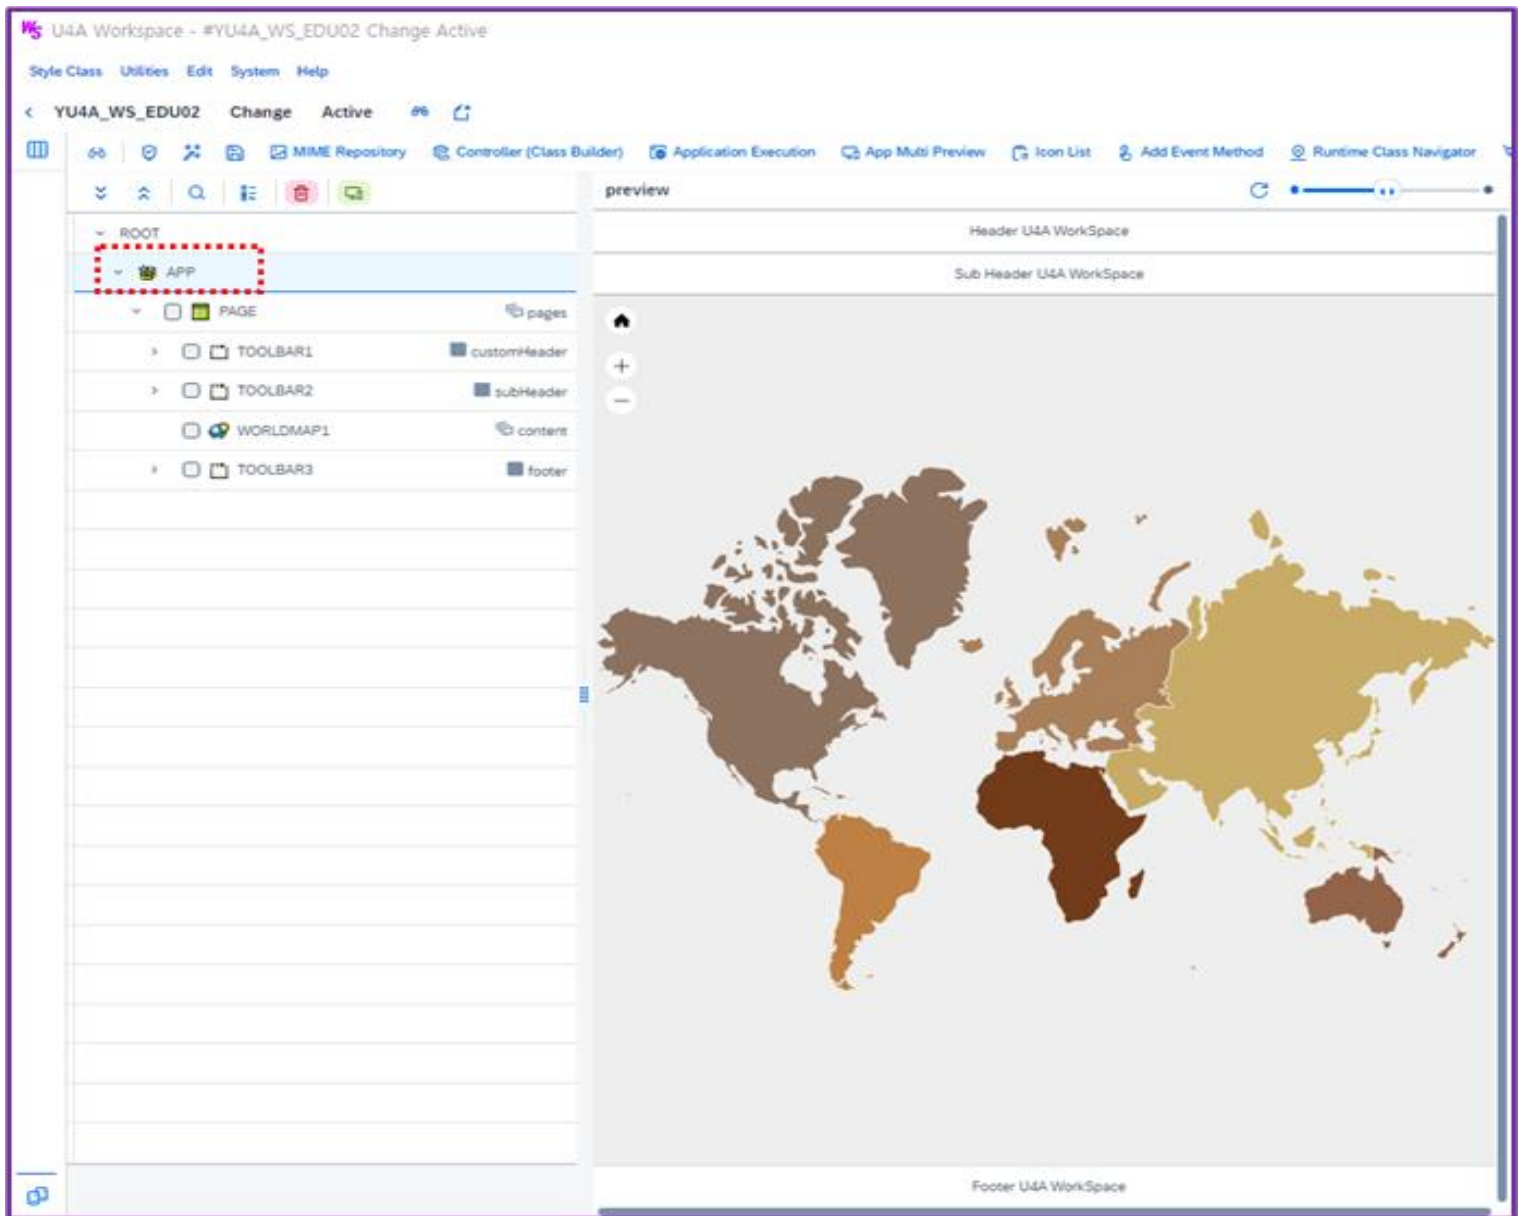 U4A Workspace - #YU4A_WS_EDU02 Change Active
Style Class Utilities Edit System Help
YU4A_WS_EDU02 Change Active
MIME Repository Controller (Class Builder) Application Execution App Multi Preview Icon List Add Event Method Runtime Class Navigator
preview
ROOT
Header U4A WorkSpace
APP
Sub Header U4A WorkSpace
PAGE pages
TOOLBAR1 customHeader
TOOLBAR2 subHeader
WORLDMAP1 content
TOOLBAR3 footer
Footer U4A WorkSpace